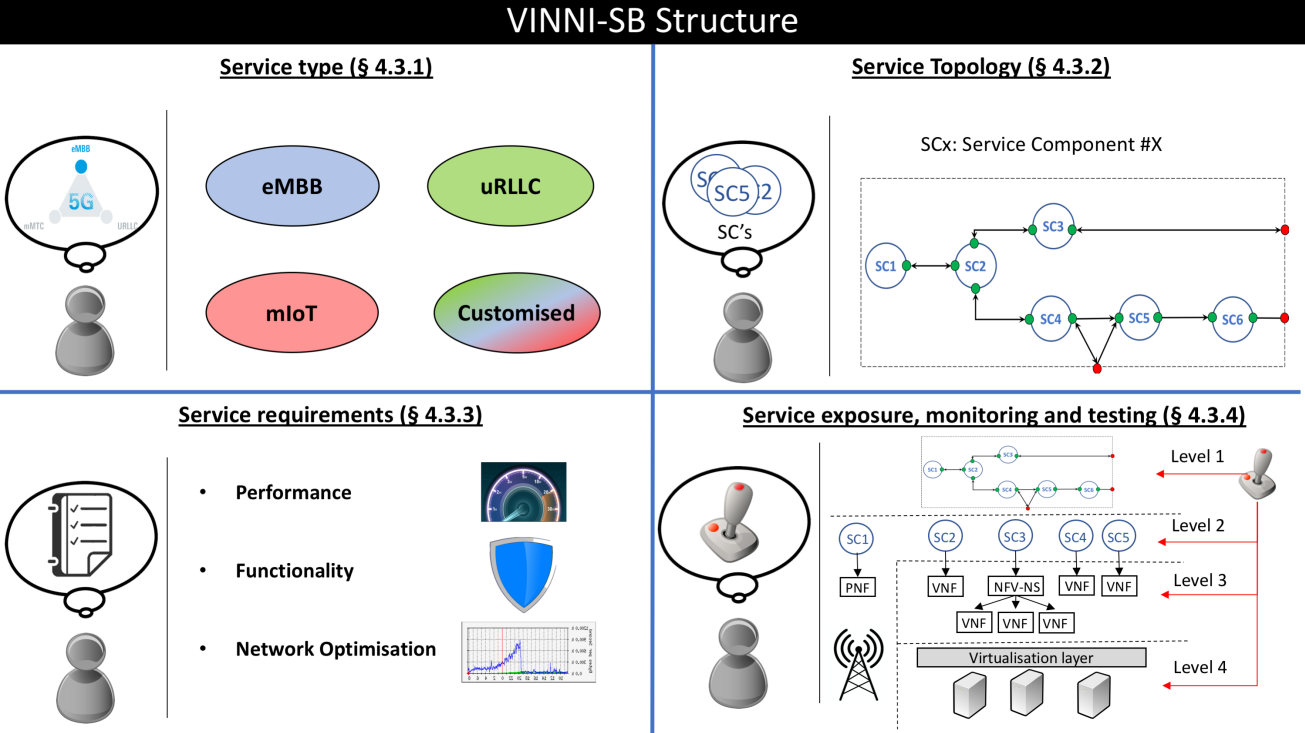 VINNI-SB Structure
Service type (§ 4.3.1)
eMBB
5G
mMTC
URLLC
eMBB
uRLLC
mIoT
Customised
Service Topology (§ 4.3.2)
SC5
SC's
SCx: Service Component #X
SC3
SC1
SC2
SC4
SC5
SC6
Service requirements (§ 4.3.3)
• Performance
• Functionality
• Network Optimisation
Service exposure, monitoring and testing (§ 4.3.4)
SC3
SC1
SC2
SC4
SC5
SC6
Level 1
Level 2
SC1
SC2
SC3
SC4
SC5
Level 3
PNF
VNF
NFV-NS
VNF
VNF
VNF
VNF
VNF
Virtualisation layer
Level 4